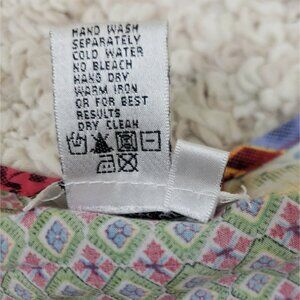 HAND WASH
SEPARATELY
COLD WATER
NO BLEACH
HANG DRY
WARM IRON
OR FOR BEST
RESULTS
DRY CLEAN